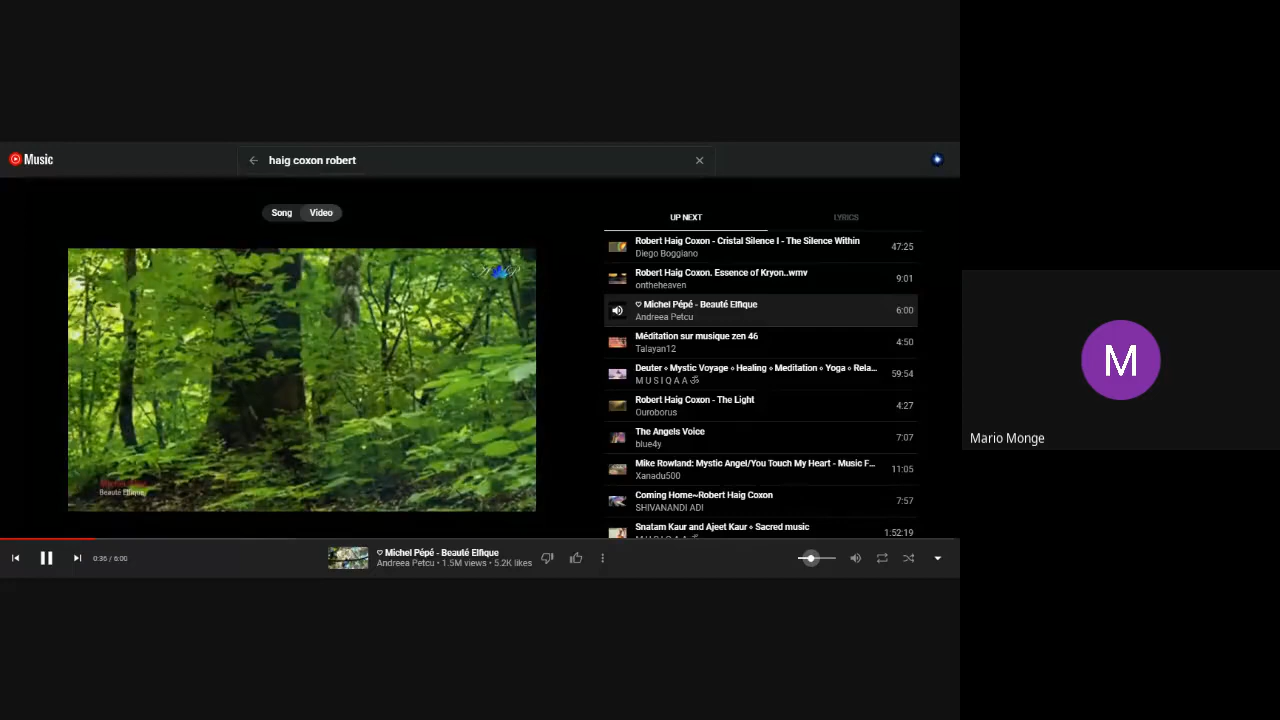 Music
haig coxon robert
Song Video
UP NEXT
LYRICS
Robert Haig Coxon - Cristal Silence I - The Silence Within
Diego Boggiano
47:25
Robert Haig Coxon. Essence of Kryon..wmv
ontheheaven
9:01
♡ Michel Pépé - Beauté Elfique
Andreea Petcu
6:00
Méditation sur musique zen 46
Talayan12
4:50
Deuter ⋄ Mystic Voyage ⋄ Healing ⋄ Meditation ⋄ Yoga ⋄ Rela...
M U S I Q A A ॐ
59:54
Robert Haig Coxon - The Light
Ouroborus
4:27
The Angels Voice
blue4y
7:07
Mike Rowland: Mystic Angel/You Touch My Heart - Music F...
Xanadu500
11:05
Coming Home~Robert Haig Coxon
SHIVANANDI ADI
7:57
Snatam Kaur and Ajeet Kaur ⋄ Sacred music
M U S I Q A A ॐ
1:52:19
Beauté Elfique
0:36 / 6:00
♡ Michel Pépé - Beauté Elfique
Andreea Petcu • 1.5M views • 5.2K likes
M
Mario Monge